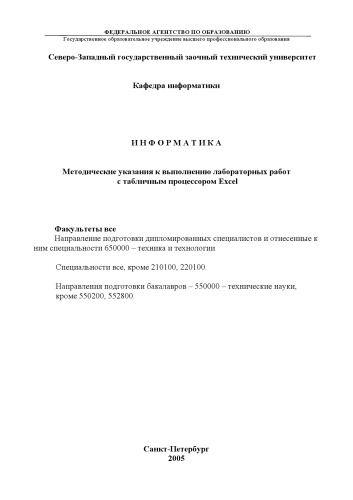 ФЕДЕРАЛЬНОЕ АГЕНТСТВО ПО ОБРАЗОВАНИЮ
Государственное образовательное учреждение высшего профессионального образования
Северо-Западный государственный заочный технический университет
Кафедра информатики
И Н Ф О Р М А Т И К А
Методические указания к выполнению лабораторных работ
с табличным процессором Excel
Факультеты все
Направление подготовки дипломированных специалистов и отнесенные к
ним специальности 650000 – техника и технологии
Специальности все, кроме 210100, 220100.
Направления подготовки бакалавров – 550000 – технические науки,
кроме 550200, 552800.
Санкт-Петербург
2005